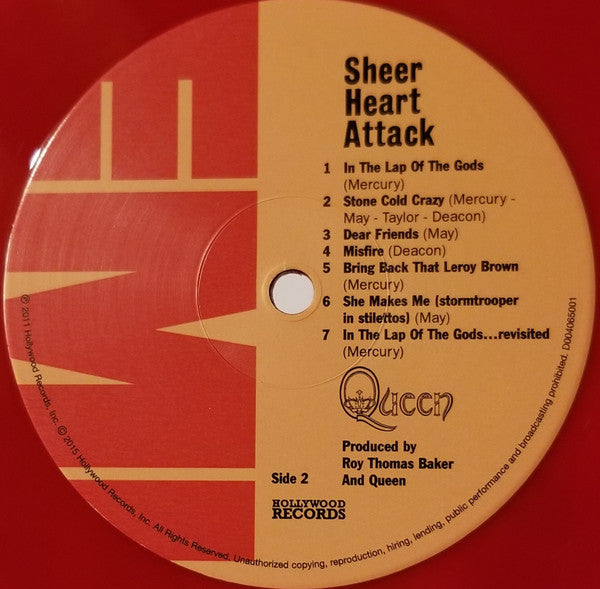 Sheer
Heart
Attack
1 In The Lap Of The Gods
(Mercury)
2 Stone Cold Crazy (Mercury -
May - Taylor - Deacon)
3 Dear Friends (May)
4 Misfire (Deacon)
5 Bring Back That Leroy Brown
(Mercury)
6 She Makes Me (stormtrooper
in stilettos) (May)
7 In The Lap Of The Gods...revisited
(Mercury)
Queen
Produced by
Roy Thomas Baker
And Queen
Side 2
HOLLYWOOD
RECORDS
℗ 2011 Hollywood Records, Inc. © 2015 Hollywood Records, Inc. All Rights Reserved. Unauthorized copying, reproduction, hiring, lending, public performance and broadcasting prohibited. D004065001